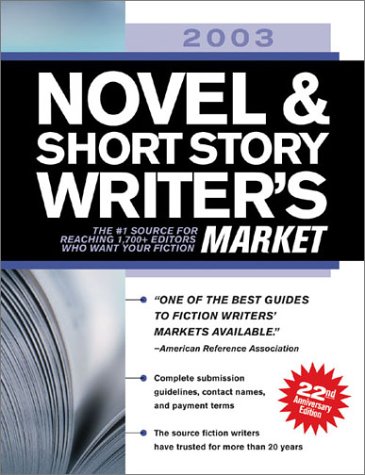 2003
NOVEL &
SHORT STORY
WRITER'S
THE #1 SOURCE FOR
REACHING 1,700+ EDITORS
WHO WANT YOUR FICTION
MARKET
"ONE OF THE BEST GUIDES
TO FICTION WRITERS'
MARKETS AVAILABLE."
–American Reference Association
Complete submission
guidelines, contact names,
and payment terms
The source fiction writers
have trusted for more than 20 years
22nd
Anniversary
Edition!